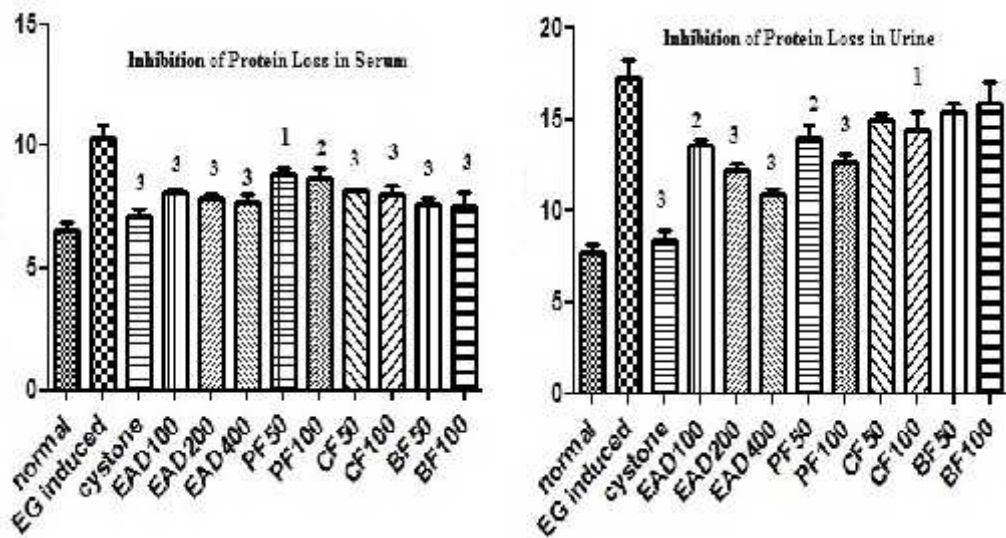 Inhibition of Protein Loss in Serum
15
10
5
0
3
3
3
3
1
2
3
3
3
3
normal
EG induced
cystone
EAD100
EAD200
EAD400
PF50
PF100
CF50
CF100
BF50
BF100
Inhibition of Protein Loss in Urine
20
15
10
5
0
3
2
3
3
2
3
1
normal
EG induced
cystone
EAD100
EAD200
EAD400
PF50
PF100
CF50
CF100
BF50
BF100